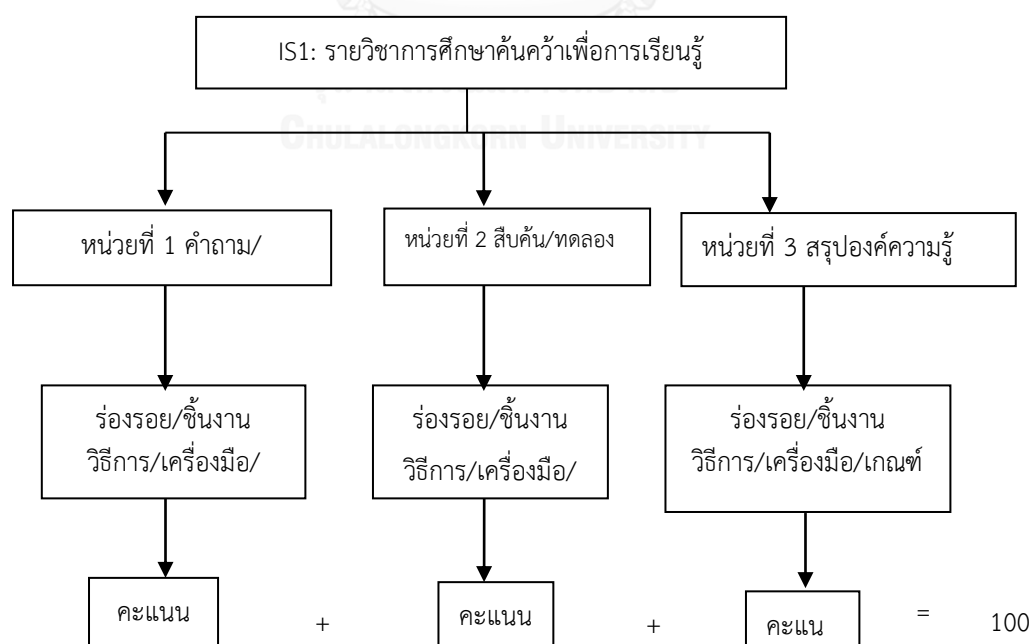 IS1: รายวิชาการศึกษาค้นคว้าเพื่อการเรียนรู้
CHULALONGKORN UNIVERSITY
หน่วยที่ 1 คำถาม/
หน่วยที่ 2 สืบค้น/ทดลอง
หน่วยที่ 3 สรุปองค์ความรู้
ร่องรอย/ชิ้นงาน
วิธีการ/เครื่องมือ/
ร่องรอย/ชิ้นงาน
วิธีการ/เครื่องมือ/
ร่องรอย/ชิ้นงาน
วิธีการ/เครื่องมือ/เกณฑ์
คะแนน + คะแนน + คะแน = 100